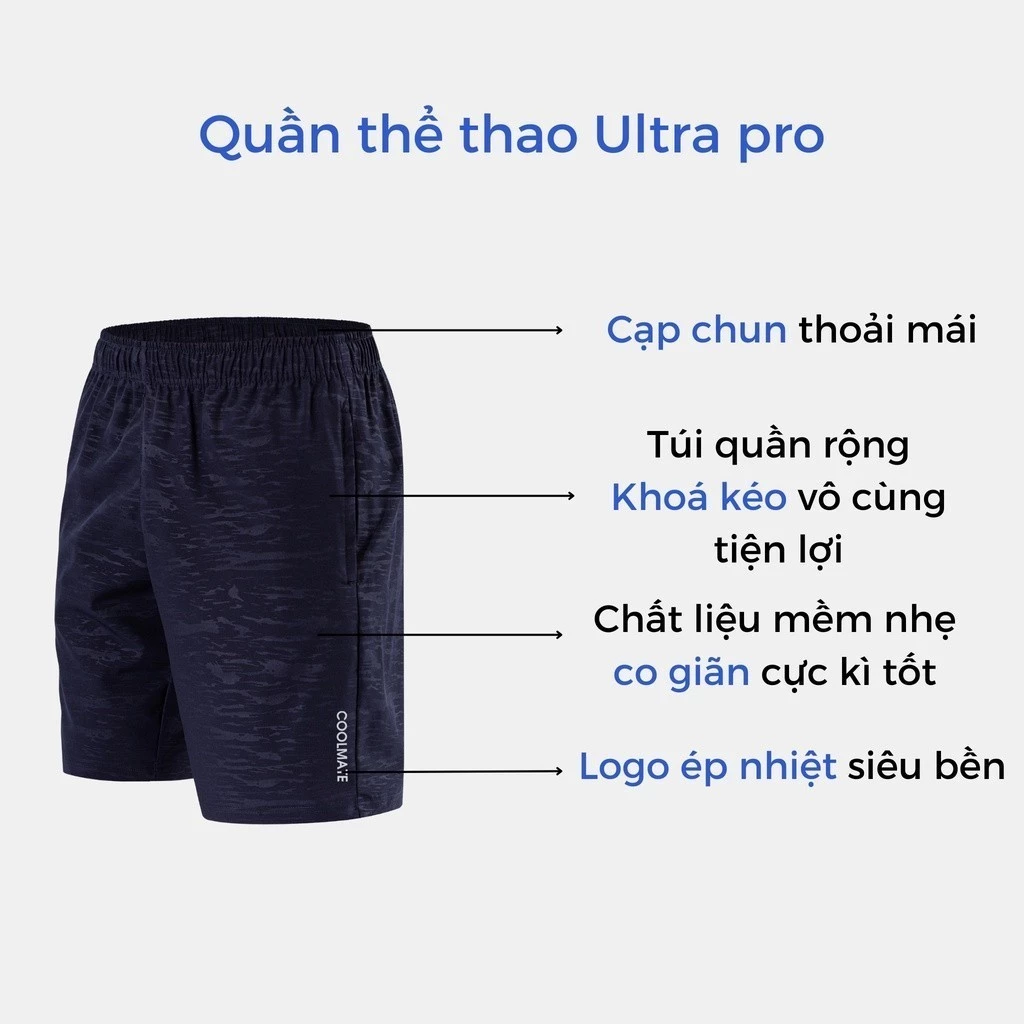 Quần thể thao Ultra pro
Cạp chun thoải mái
Túi quần rộng
Khoá kéo vô cùng
tiện lợi
Chất liệu mềm nhẹ
co giãn cực kì tốt
COOLMATE
Logo ép nhiệt siêu bền